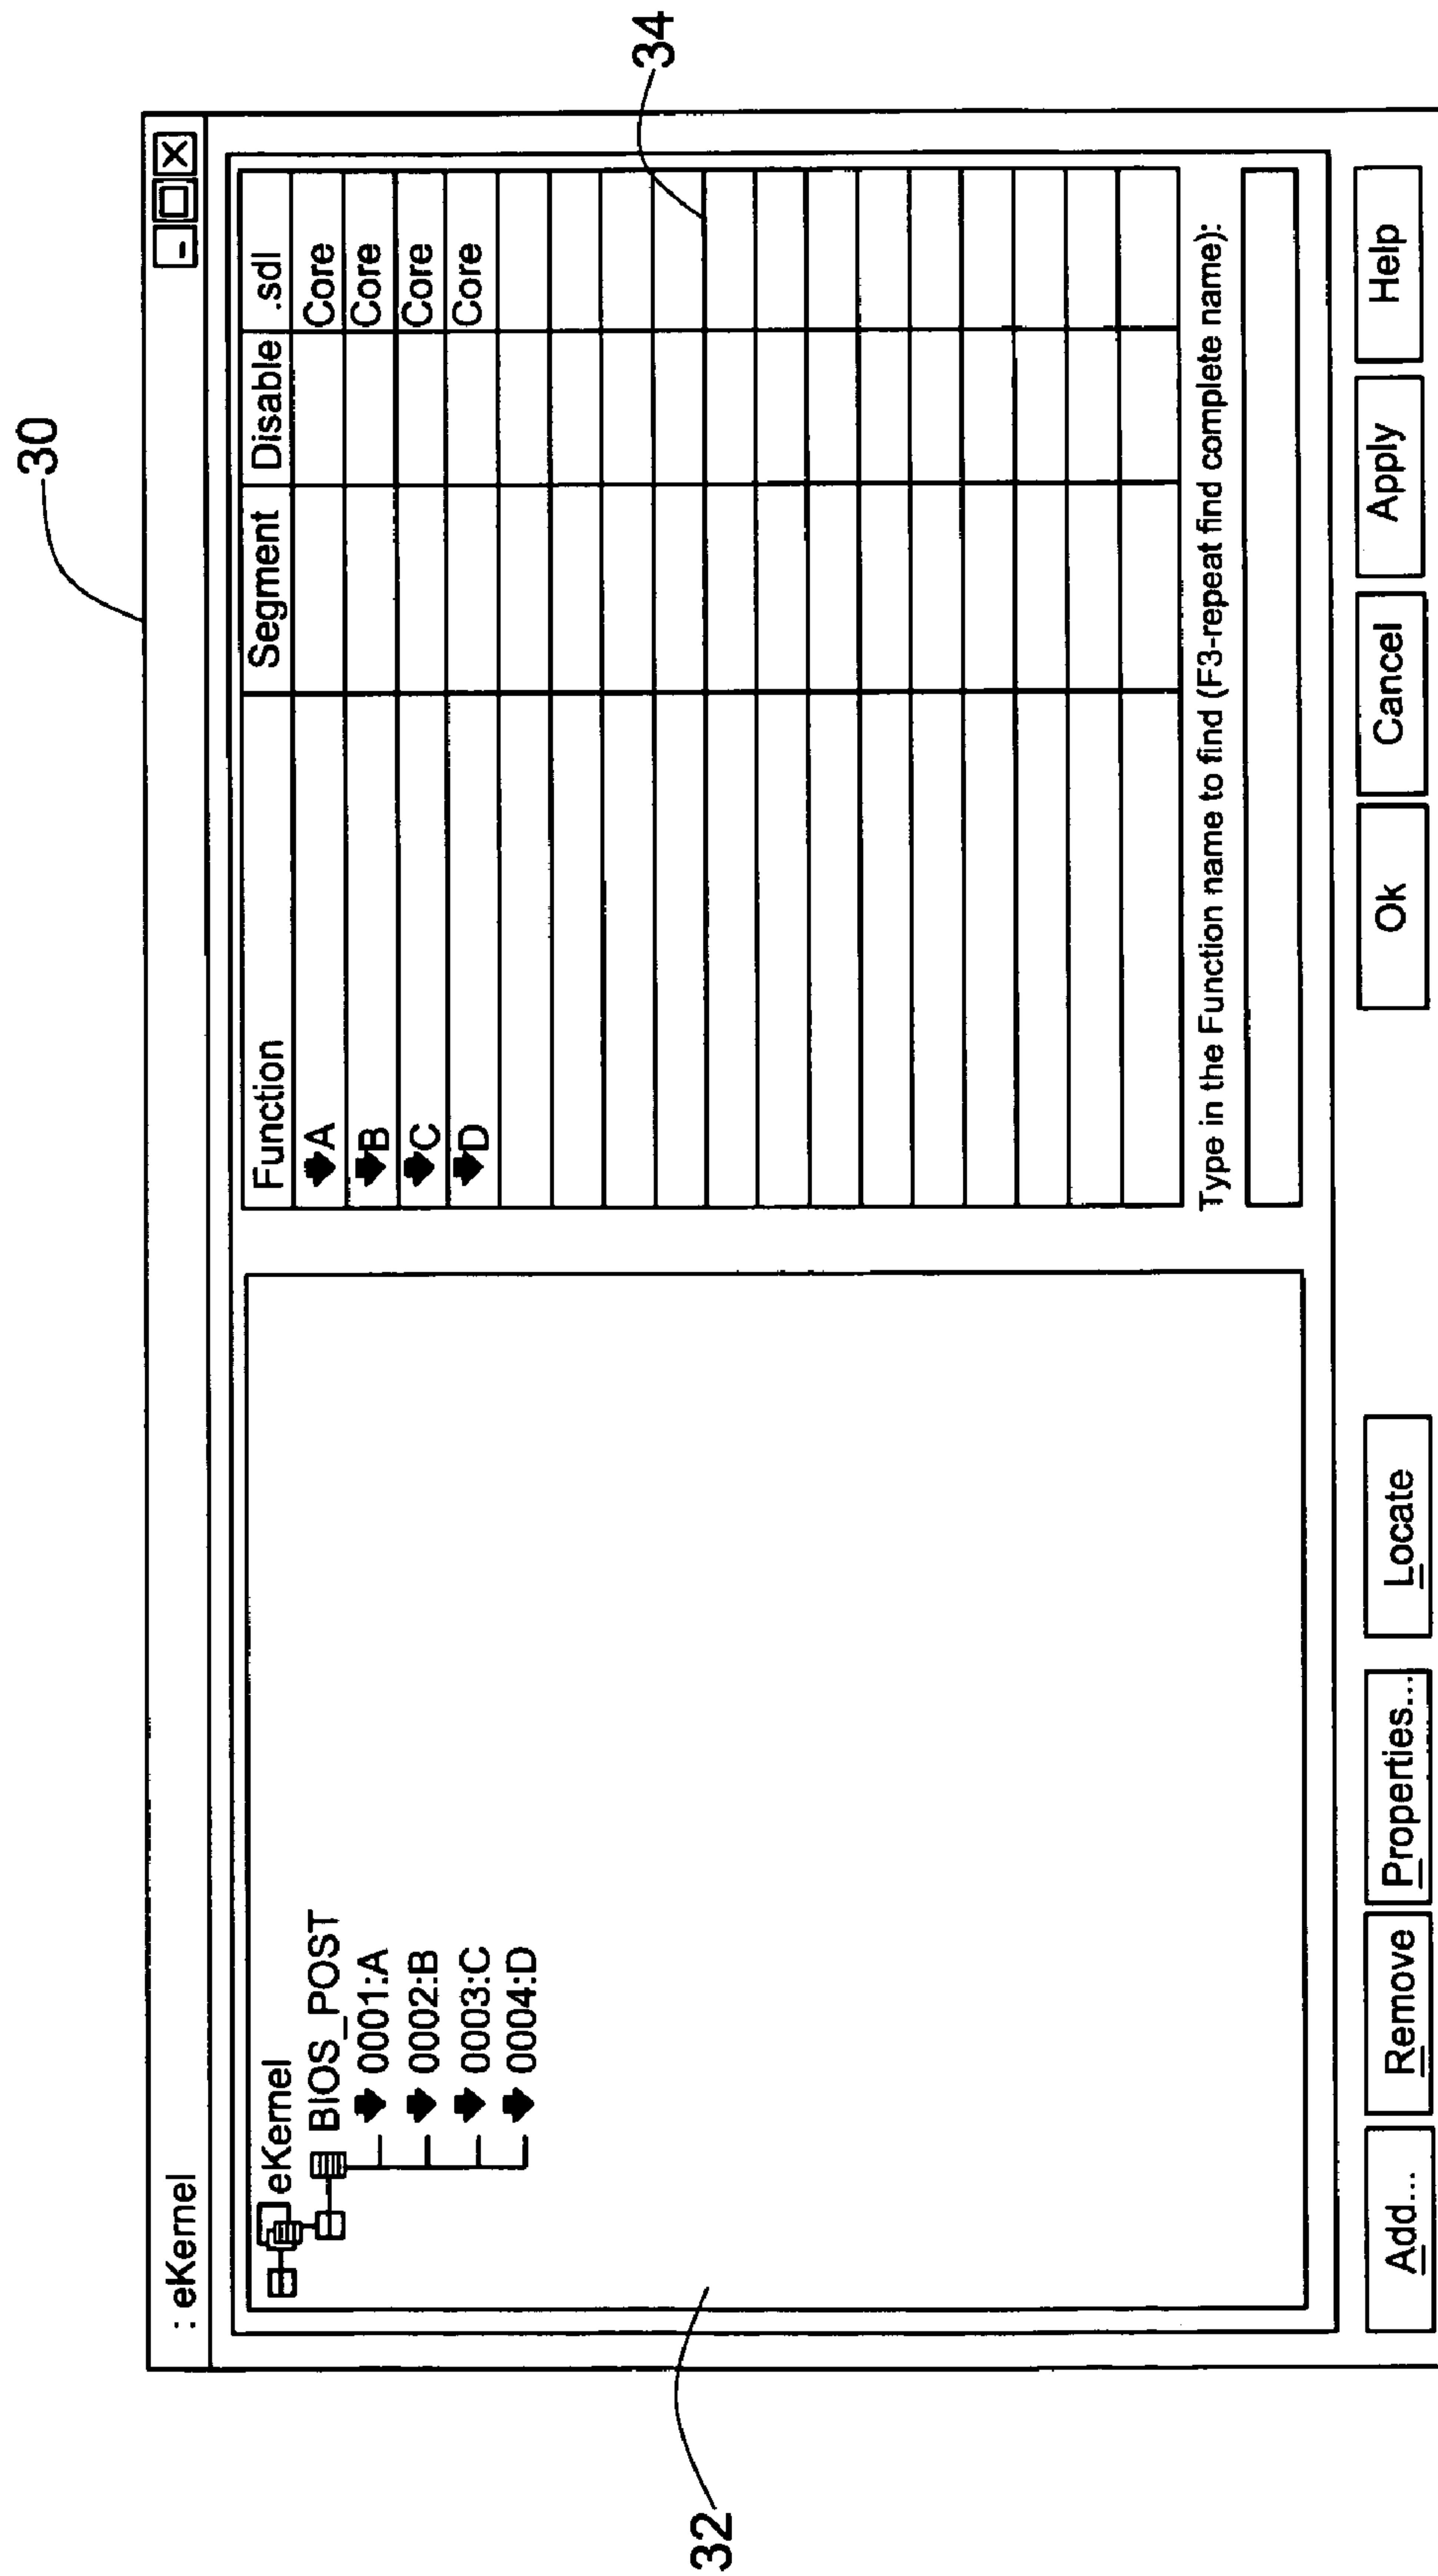 30
: eKernel
eKernel
BIOS_POST
0001:A
0002:B
0003:C
0004:D
32
Function Segment Disable .sdl
A Core
B Core
C Core
D Core
34
Type in the Function name to find (F3-repeat find complete name):
Add... Remove Properties... Locate Ok Cancel Apply Help